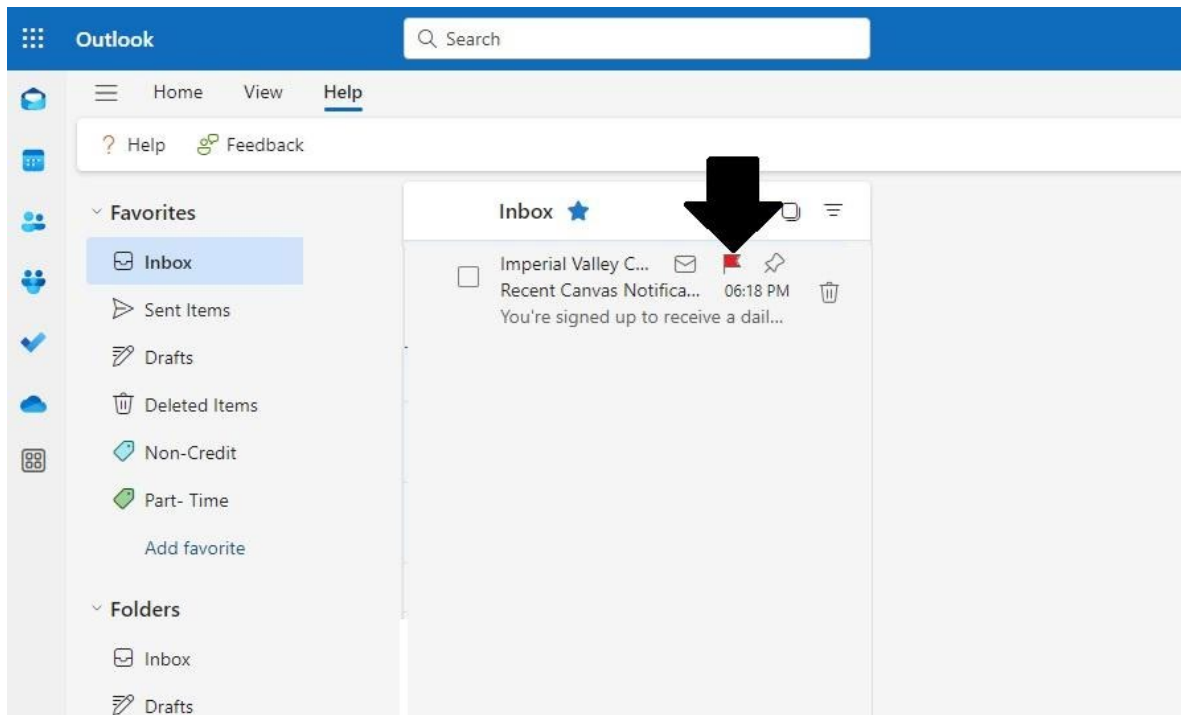 Outlook
Search
Home View Help
? Help Feedback
Favorites
Inbox
Sent Items
Drafts
Deleted Items
Non-Credit
Part- Time
Add favorite
Folders
Inbox
Drafts
Inbox
Imperial Valley C...
Recent Canvas Notifica... 06:18 PM
You're signed up to receive a dail...